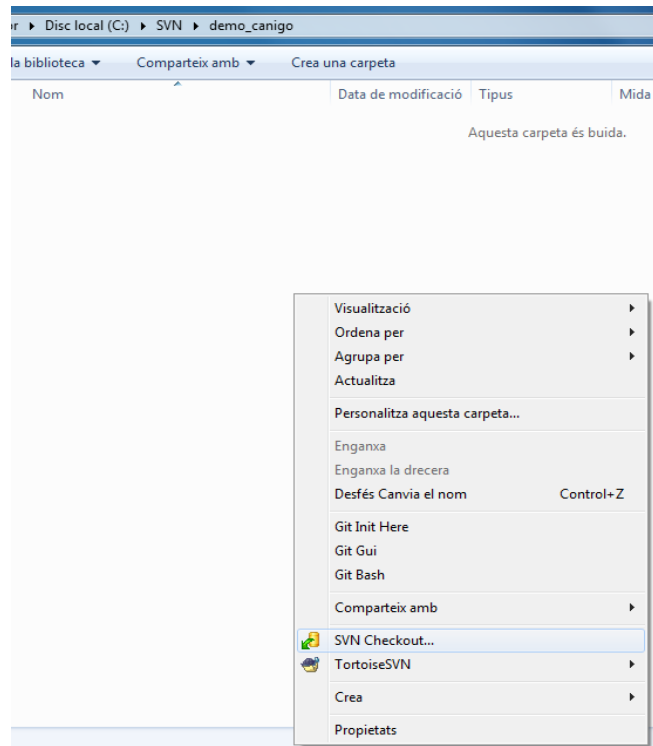 r ▸ Disc local (C:) ▸ SVN ▸ demo_canigo
la biblioteca ▾ Comparteix amb ▾ Crea una carpeta
Nom Data de modificació Tipus Mida
Aquesta carpeta és buida.
Visualització
Ordena per
Agrupa per
Actualitza
Personalitza aquesta carpeta...
Enganxa
Enganxa la drecera
Desfés Canvia el nom Control+Z
Git Init Here
Git Gui
Git Bash
Comparteix amb
SVN Checkout...
TortoiseSVN
Crea
Propietats